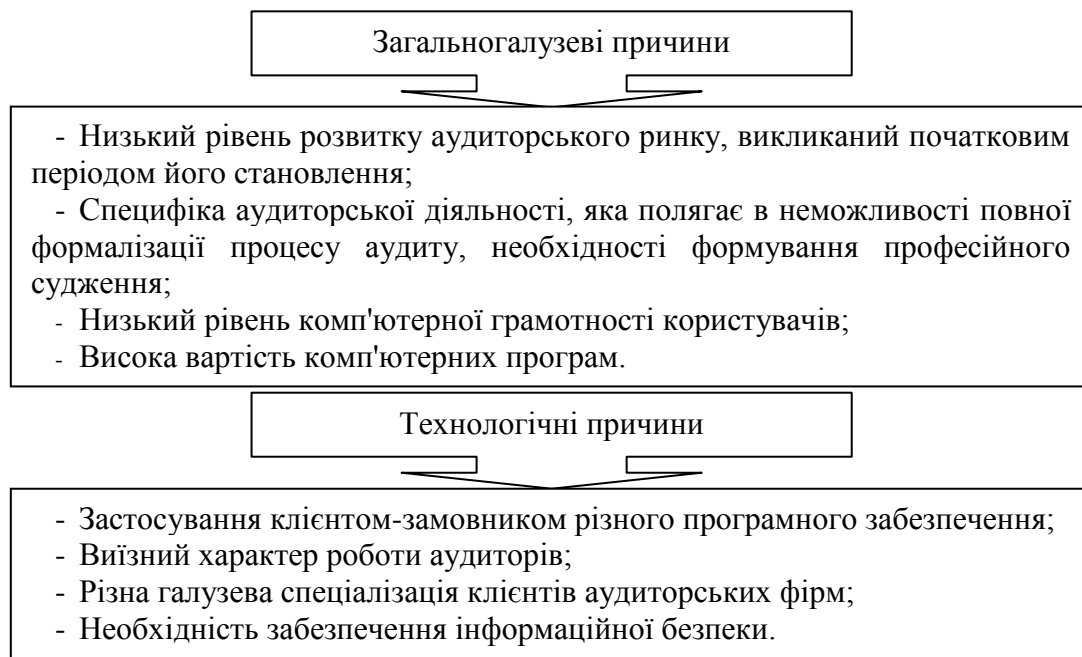 Загальногалузеві причини
- Низький рівень розвитку аудиторського ринку, викликаний початковим
періодом його становлення;
- Специфіка аудиторської діяльності, яка полягає в неможливості повної
формалізації процесу аудиту, необхідності формування професійного
судження;
- Низький рівень комп'ютерної грамотності користувачів;
- Висока вартість комп'ютерних програм.
Технологічні причини
- Застосування клієнтом-замовником різного програмного забезпечення;
- Виїзний характер роботи аудиторів;
- Різна галузева спеціалізація клієнтів аудиторських фірм;
- Необхідність забезпечення інформаційної безпеки.